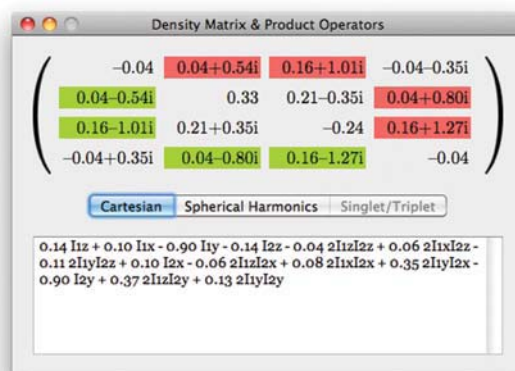 Density Matrix & Product Operators
–0.04 0.04+0.54i 0.16+1.01i –0.04–0.35i
0.04–0.54i 0.33 0.21–0.35i 0.04+0.80i
0.16–1.01i 0.21+0.35i –0.24 0.16+1.27i
–0.04+0.35i 0.04–0.80i 0.16–1.27i –0.04
Cartesian Spherical Harmonics Singlet/Triplet
0.14 I1z + 0.10 I1x - 0.90 I1y - 0.14 I2z - 0.04 2I1zI2z + 0.06 2I1xI2z -
0.11 2I1yI2z + 0.10 I2x - 0.06 2I1zI2x + 0.08 2I1xI2x + 0.35 2I1yI2x -
0.90 I2y + 0.37 2I1zI2y + 0.13 2I1yI2y